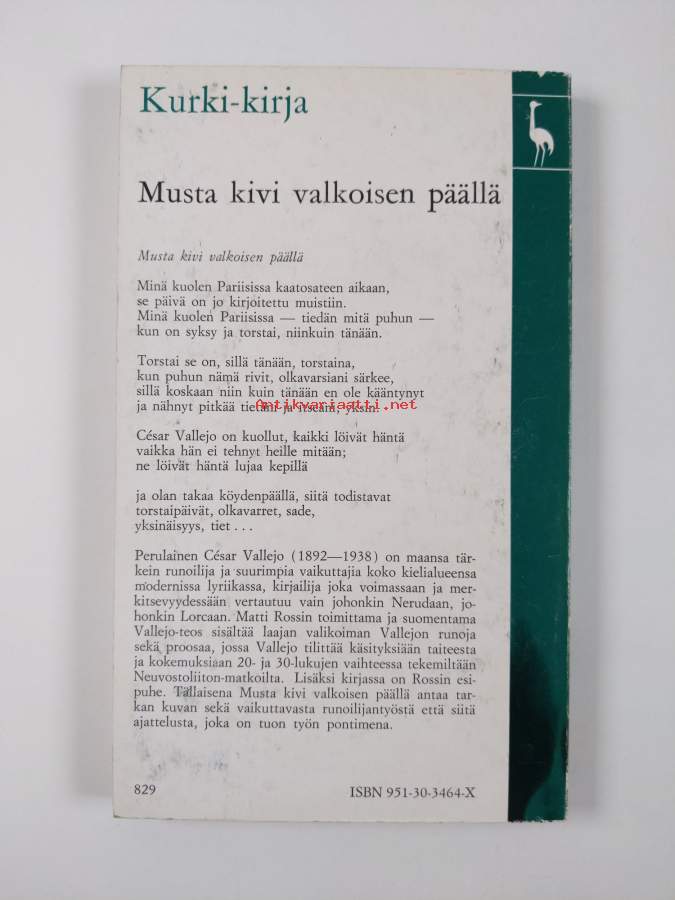 Kurki-kirja
Musta kivi valkoisen päällä
Musta kivi valkoisen päällä
Minä kuolen Pariisissa kaatosateen aikaan,
se päivä on jo kirjoitettu muistiin.
Minä kuolen Pariisissa — tiedän mitä puhun —
kun on syksy ja torstai, niinkuin tänään.
Torstai se on, sillä tänään, torstaina,
kun puhun nämä rivit, olkavarsiani särkee,
sillä koskaan niin kuin tänään en ole kääntynyt
ja nähnyt pitkää tietäni ja itseäni, yksin.
Antikvariaatti.net
César Vallejo on kuollut, kaikki löivät häntä
vaikka hän ei tehnyt heille mitään;
ne löivät häntä lujaa kepillä
ja olan takaa köydenpäällä, siitä todistavat
torstaipäivät, olkavarret, sade,
yksinäisyys, tiet . . .
Perulainen César Vallejo (1892—1938) on maansa tär-
kein runoilija ja suurimpia vaikuttajia koko kielialueensa
modernissa lyriikassa, kirjailija joka voimassaan ja mer-
kitsevyydessään vertautuu vain johonkin Nerudaan, jo-
honkin Lorcaan. Matti Rossin toimittama ja suomentama
Vallejo-teos sisältää laajan valikoiman Vallejon runoja
sekä proosaa, jossa Vallejo tilittää käsityksiään taiteesta
ja kokemuksiaan 20- ja 30-lukujen vaihteessa tekemiltään
Neuvostoliiton-matkoilta. Lisäksi kirjassa on Rossin esi-
puhe. Tällaisena Musta kivi valkoisen päällä antaa tar-
kan kuvan sekä vaikuttavasta runoilijantyöstä että siitä
ajattelusta, joka on tuon työn pontimena.
829
ISBN 951-30-3464-X